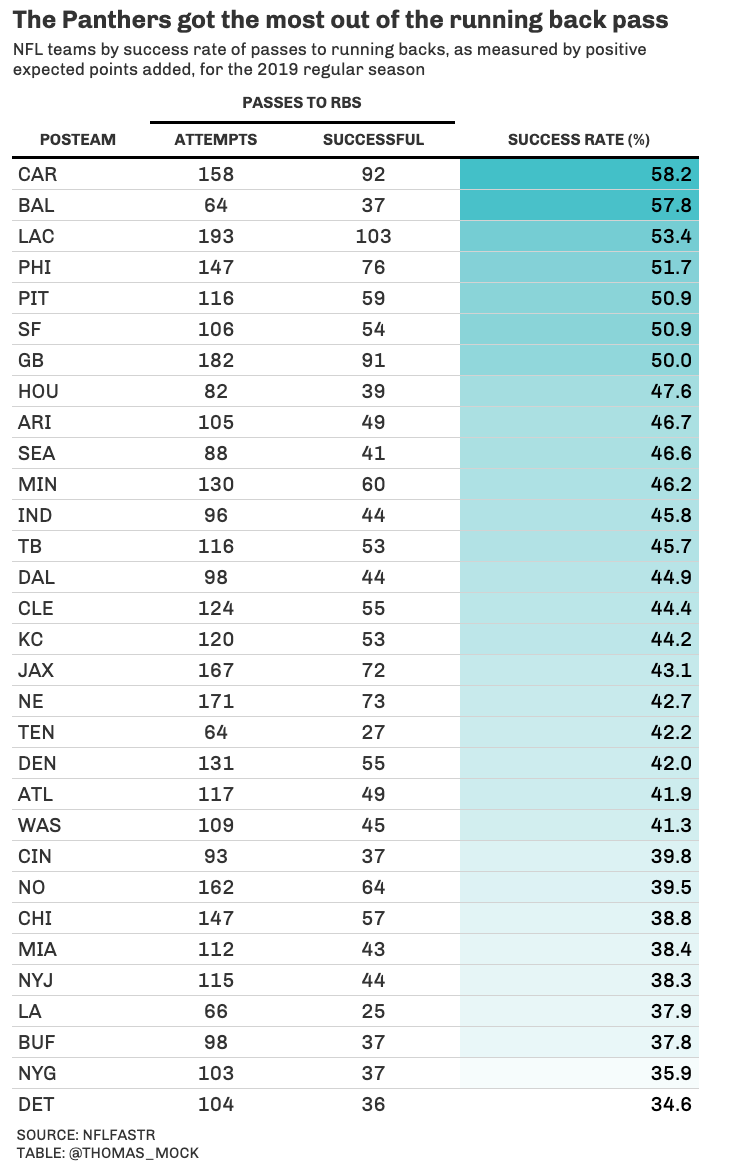 The Panthers got the most out of the running back pass
NFL teams by success rate of passes to running backs, as measured by positive
expected points added, for the 2019 regular season
PASSES TO RBS
POSTEAM ATTEMPTS SUCCESSFUL SUCCESS RATE (%)
CAR 158 92 58.2
BAL 64 37 57.8
LAC 193 103 53.4
PHI 147 76 51.7
PIT 116 59 50.9
SF 106 54 50.9
GB 182 91 50.0
HOU 82 39 47.6
ARI 105 49 46.7
SEA 88 41 46.6
MIN 130 60 46.2
IND 96 44 45.8
TB 116 53 45.7
DAL 98 44 44.9
CLE 124 55 44.4
KC 120 53 44.2
JAX 167 72 43.1
NE 171 73 42.7
TEN 64 27 42.2
DEN 131 55 42.0
ATL 117 49 41.9
WAS 109 45 41.3
CIN 93 37 39.8
NO 162 64 39.5
CHI 147 57 38.8
MIA 112 43 38.4
NYJ 115 44 38.3
LA 66 25 37.9
BUF 98 37 37.8
NYG 103 37 35.9
DET 104 36 34.6
SOURCE: NFLFASTR
TABLE: @THOMAS_MOCK